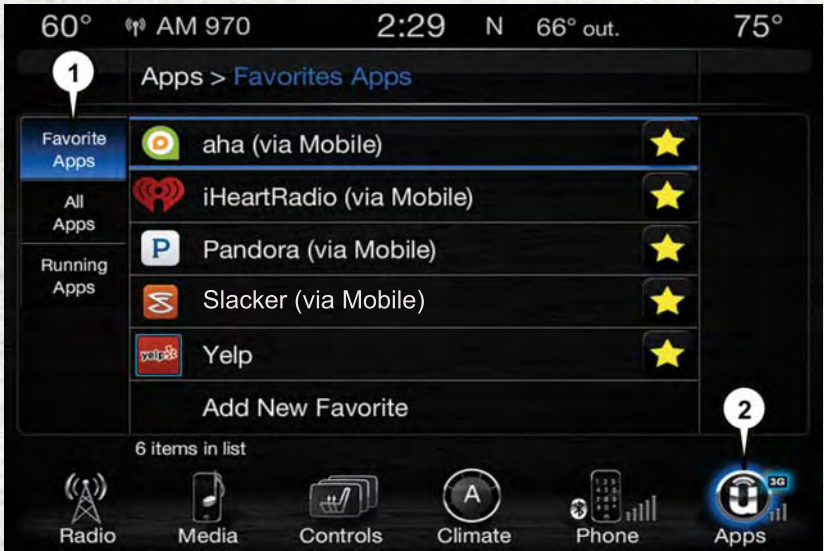 60° AM 970 2:29 N 66° out. 75°
1
Apps > Favorites Apps
Favorite
Apps
All
Apps
Running
Apps
aha (via Mobile)
iHeartRadio (via Mobile)
P Pandora (via Mobile)
Slacker (via Mobile)
yelp Yelp
Add New Favorite
6 items in list
2
A
u 3G
Radio Media Controls Climate Phone Apps